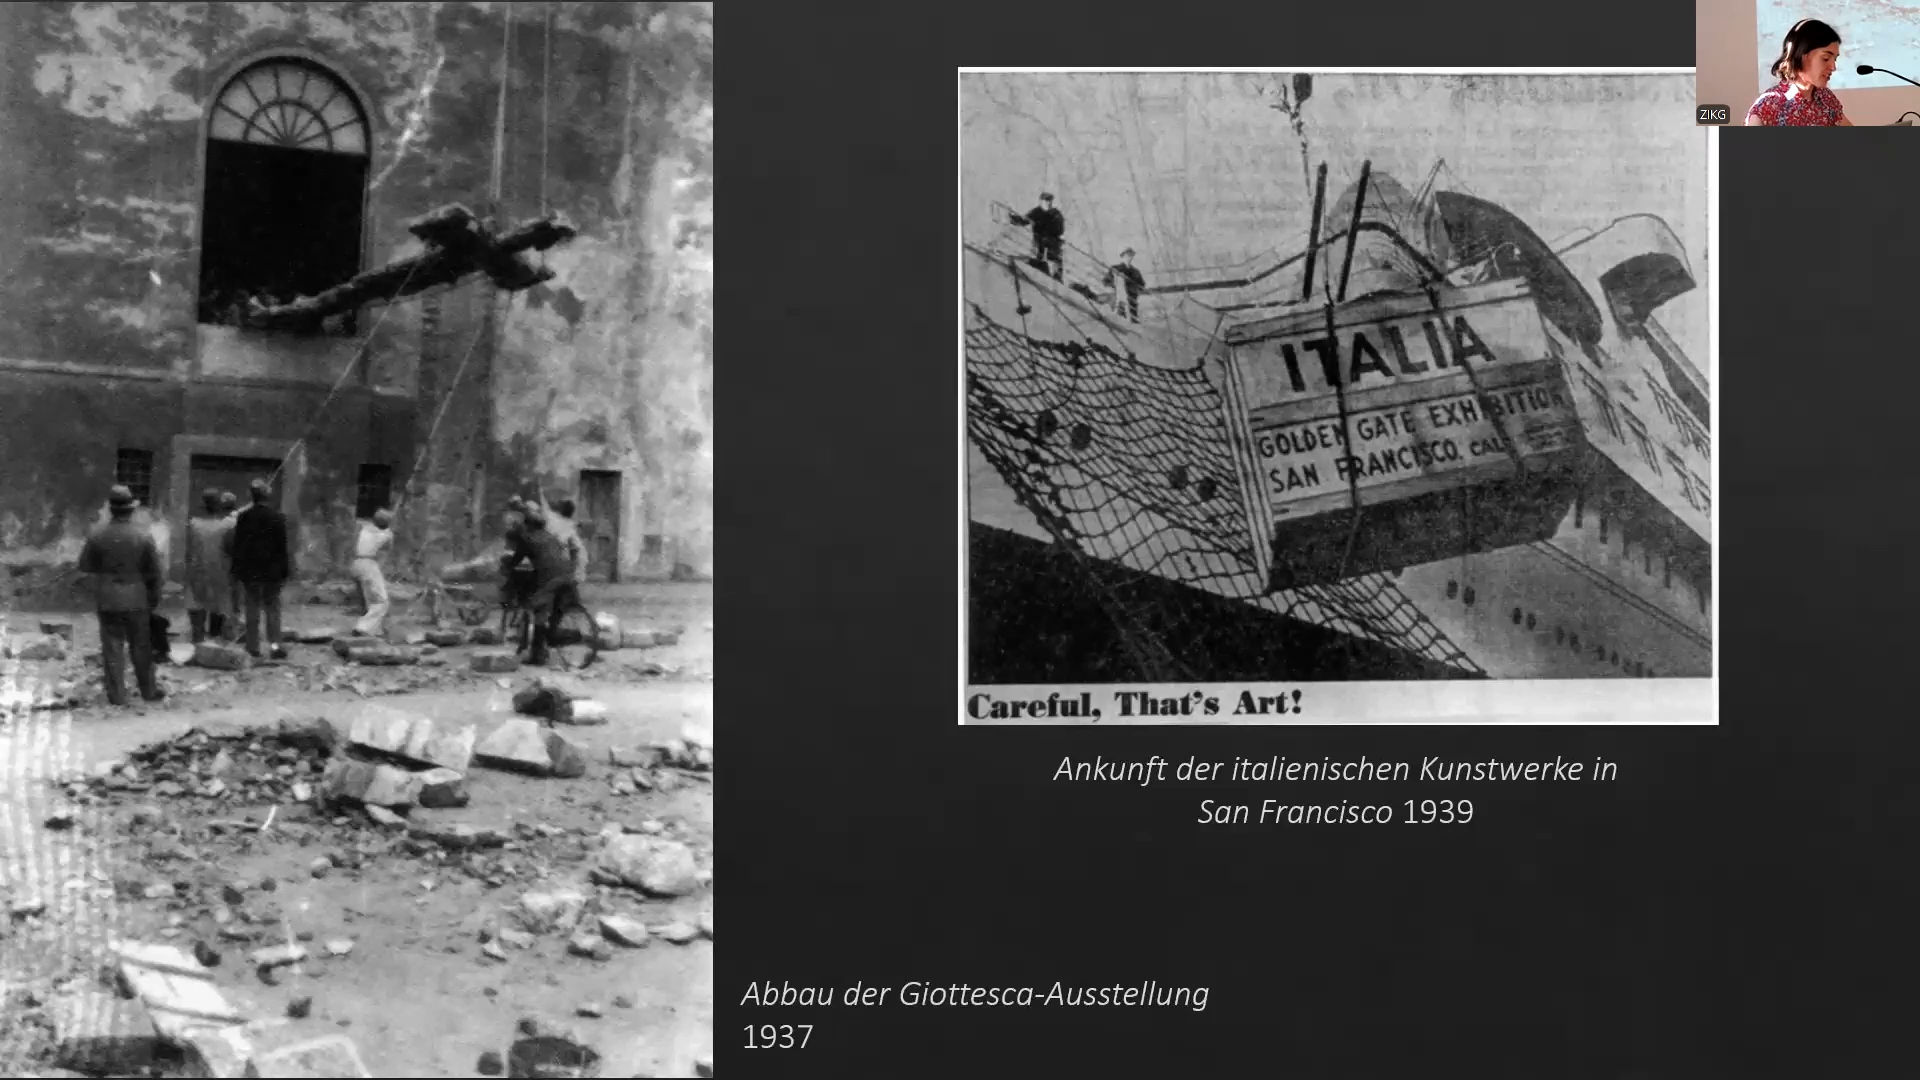 ITALIA
GOLDEN GATE EXHIBITION
SAN FRANCISCO. CAL
Careful, That's Art!
Ankunft der italienischen Kunstwerke in
San Francisco 1939
Abbau der Giottesca-Ausstellung
1937
ZIKG